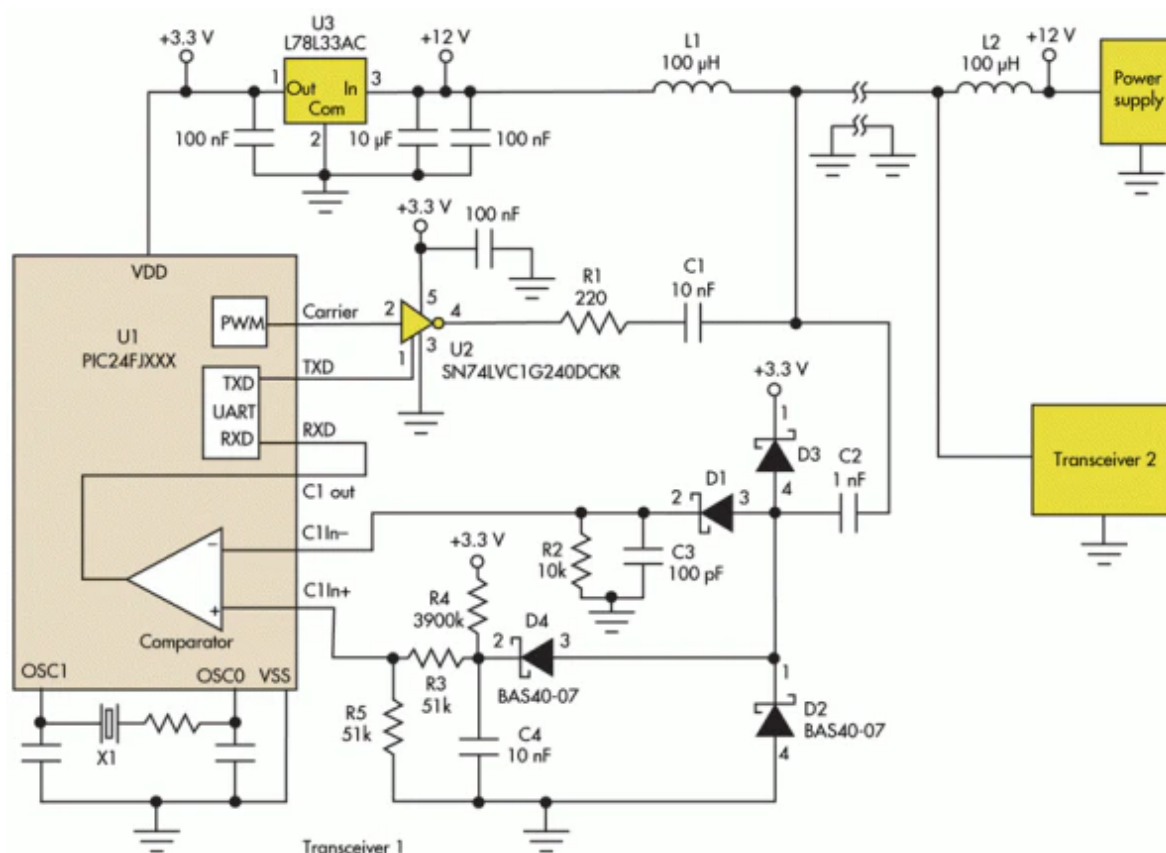 U3
L78L33AC
+3.3 V
+12 V
1
Out
In
3
Com
2
100 nF
10 µF
100 nF
L1
100 µH
L2
100 µH
+12 V
Power
supply
+3.3 V
100 nF
VDD
PWM
Carrier
2
5
4
1
3
U2
SN74LVC1G240DCKR
R1
220
C1
10 nF
U1
PIC24FJXXX
TXD
TXD
UART
RXD
RXD
C1 out
+3.3 V
1
D3
4
C2
1 nF
Transceiver 2
D1
2
3
C1In–
R2
10k
C3
100 pF
+3.3 V
C1In+
R4
3900k
D4
2
3
BAS40-07
–
+
Comparator
R3
51k
R5
51k
C4
10 nF
1
D2
BAS40-07
4
OSC1
OSC0
VSS
X1
Transceiver 1